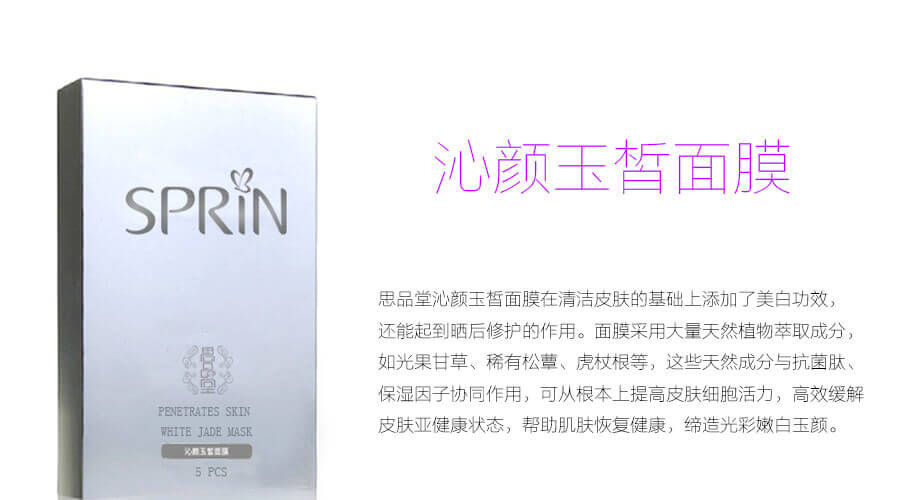 沁颜玉皙面膜
SPRiN
思品堂沁颜玉皙面膜在清洁皮肤的基础上添加了美白功效，
还能起到晒后修护的作用。面膜采用大量天然植物萃取成分，
如光果甘草、稀有松蕈、虎杖根等，这些天然成分与抗菌肽、
保湿因子协同作用，可从根本上提高皮肤细胞活力，高效缓解
皮肤亚健康状态，帮助肌肤恢复健康，缔造光彩嫩白玉颜。
思品堂
PENETRATES SKIN
WHITE JADE MASK
沁颜玉皙面膜
5 PCS